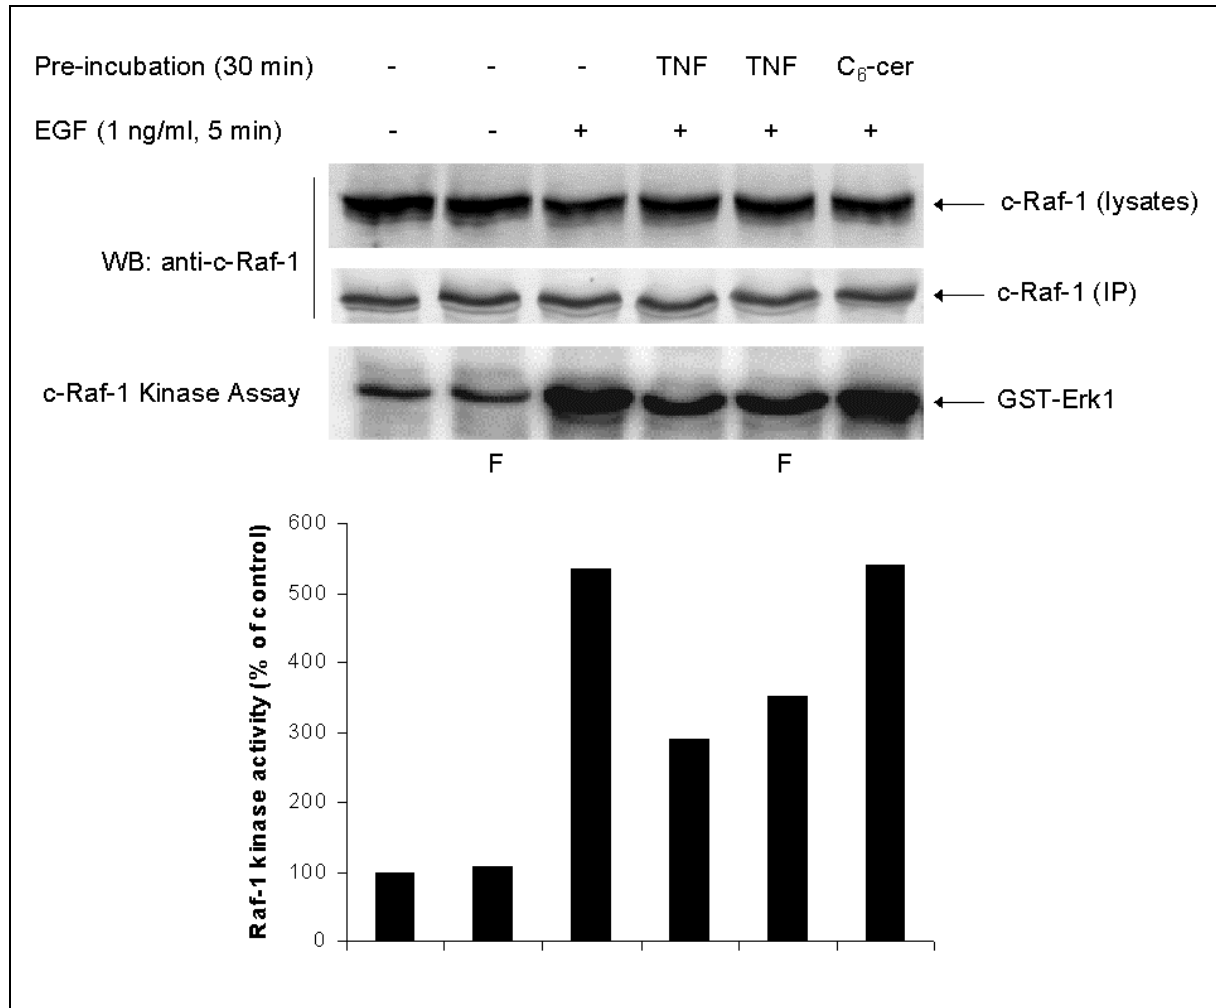 Pre-incubation (30 min) - - - TNF TNF C₆-cer
EGF (1 ng/ml, 5 min) - - + + + +
c-Raf-1 (lysates)
WB: anti-c-Raf-1
c-Raf-1 (IP)
c-Raf-1 Kinase Assay
GST-Erk1
F F
Raf-1 kinase activity (% of control)
600
500
400
300
200
100
0